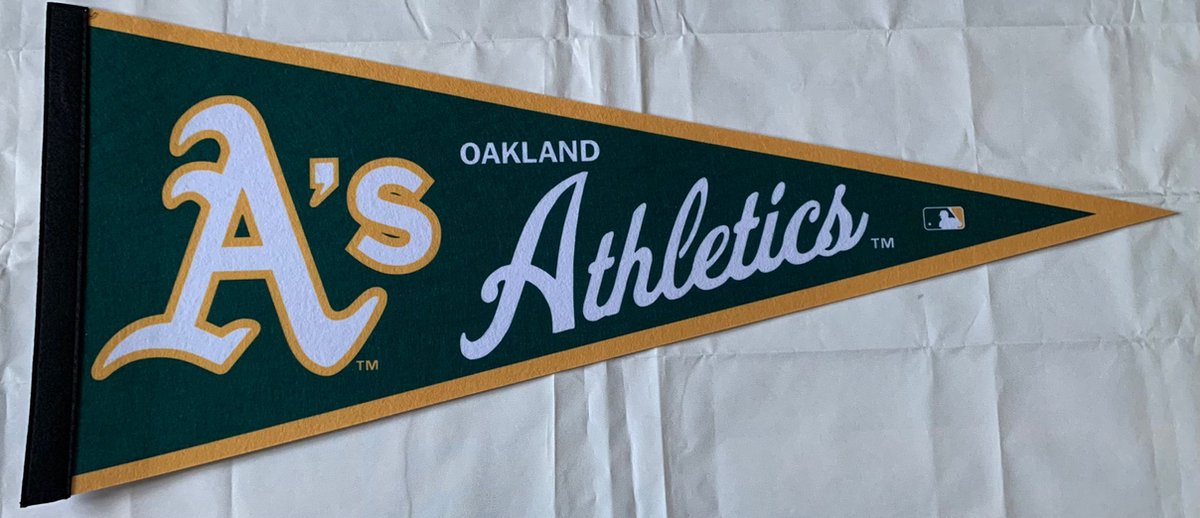 A's
TM
OAKLAND
Athletics
TM